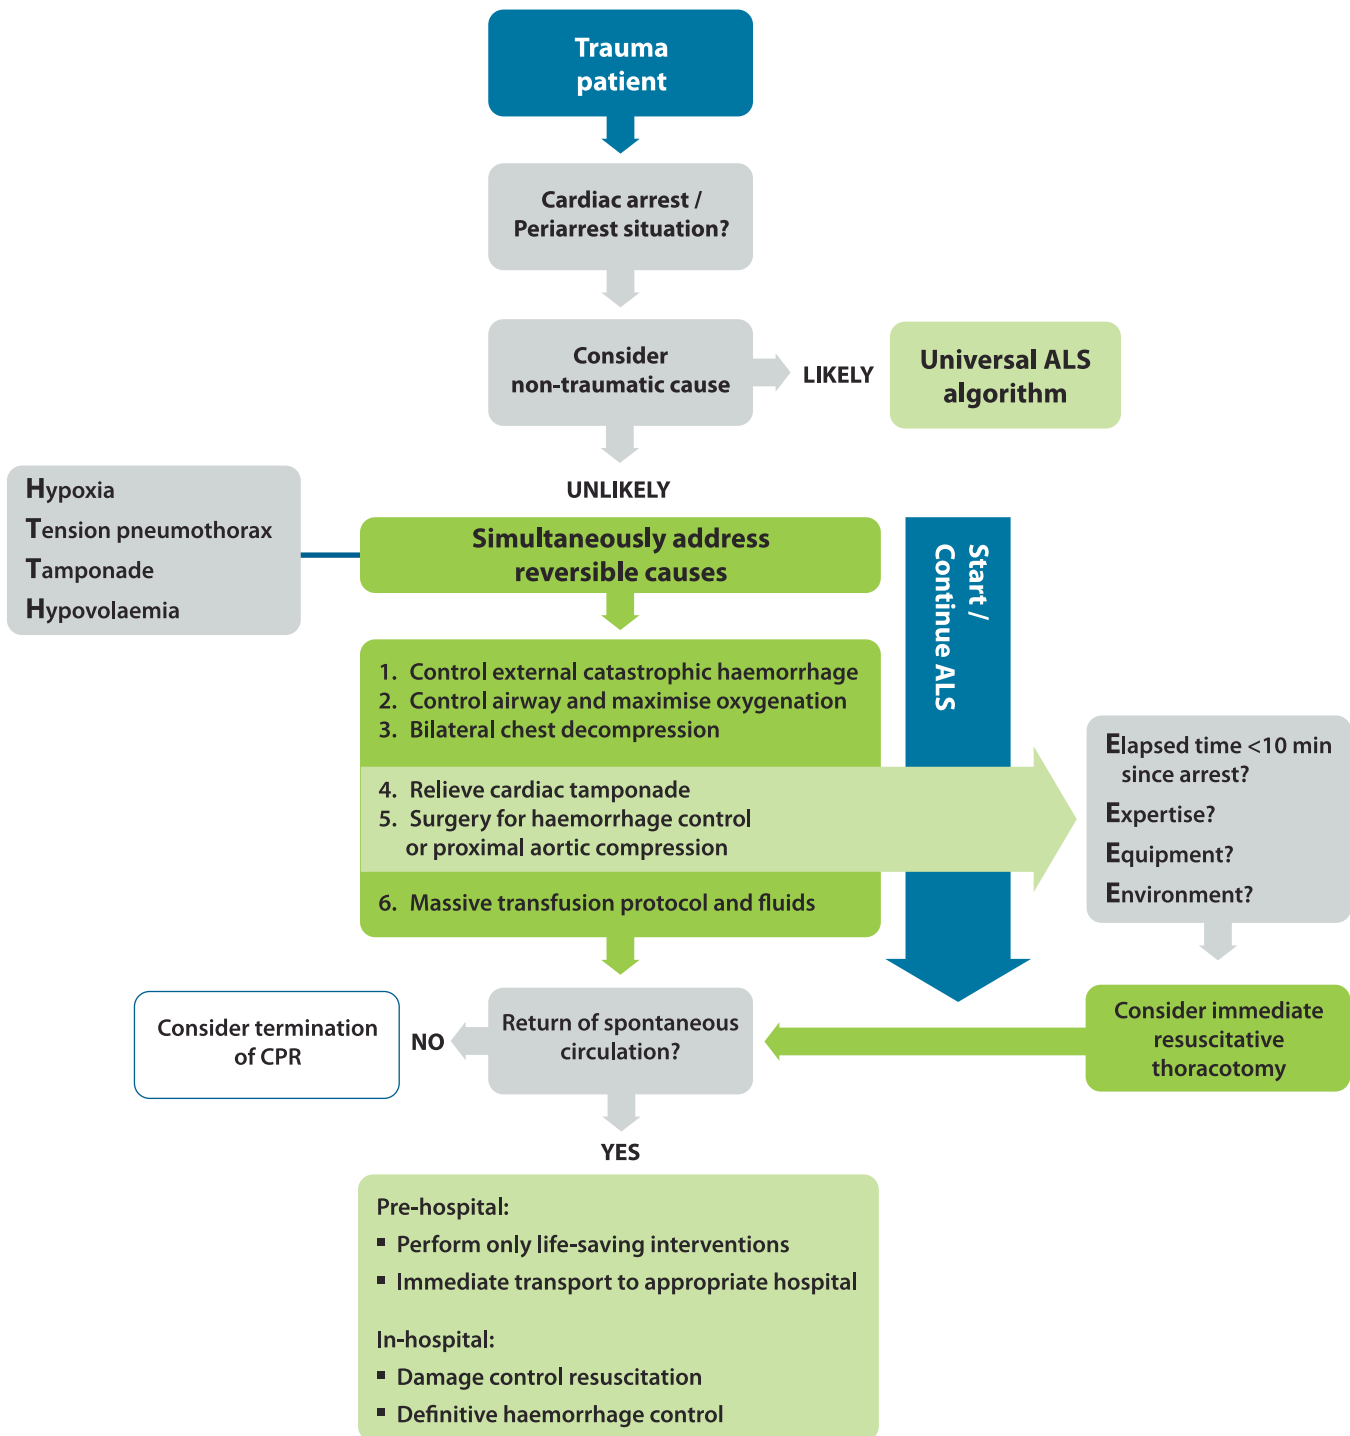 Trauma
patient
Cardiac arrest /
Periarrest situation?
Consider
non-traumatic cause
LIKELY
Universal ALS
algorithm
UNLIKELY
Hypoxia
Tension pneumothorax
Tamponade
Hypovolaemia
Simultaneously address
reversible causes
Start /
Continue ALS
1. Control external catastrophic haemorrhage
2. Control airway and maximise oxygenation
3. Bilateral chest decompression
4. Relieve cardiac tamponade
5. Surgery for haemorrhage control
or proximal aortic compression
6. Massive transfusion protocol and fluids
Elapsed time <10 min
since arrest?
Expertise?
Equipment?
Environment?
Consider immediate
resuscitative
thoracotomy
Return of spontaneous
circulation?
NO
Consider termination
of CPR
YES
Pre-hospital:
▪ Perform only life-saving interventions
▪ Immediate transport to appropriate hospital
In-hospital:
▪ Damage control resuscitation
▪ Definitive haemorrhage control